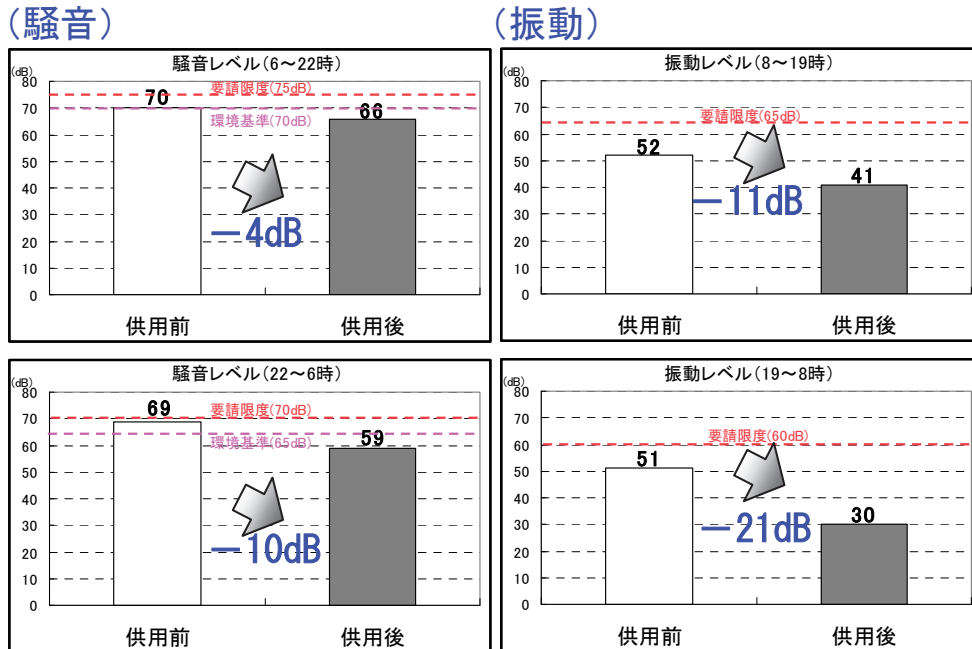 (騒音)
(振動)
騒音レベル(6～22時)
(dB)
80
70
60
50
40
30
20
10
0
要請限度(75dB)
環境基準(70dB)
70
66
－4dB
供用前
供用後
振動レベル(8～19時)
(dB)
80
70
60
50
40
30
20
10
0
要請限度(65dB)
52
41
－11dB
供用前
供用後
騒音レベル(22～6時)
(dB)
80
70
60
50
40
30
20
10
0
要請限度(70dB)
環境基準(65dB)
69
59
－10dB
供用前
供用後
振動レベル(19～8時)
(dB)
80
70
60
50
40
30
20
10
0
要請限度(60dB)
51
30
－21dB
供用前
供用後